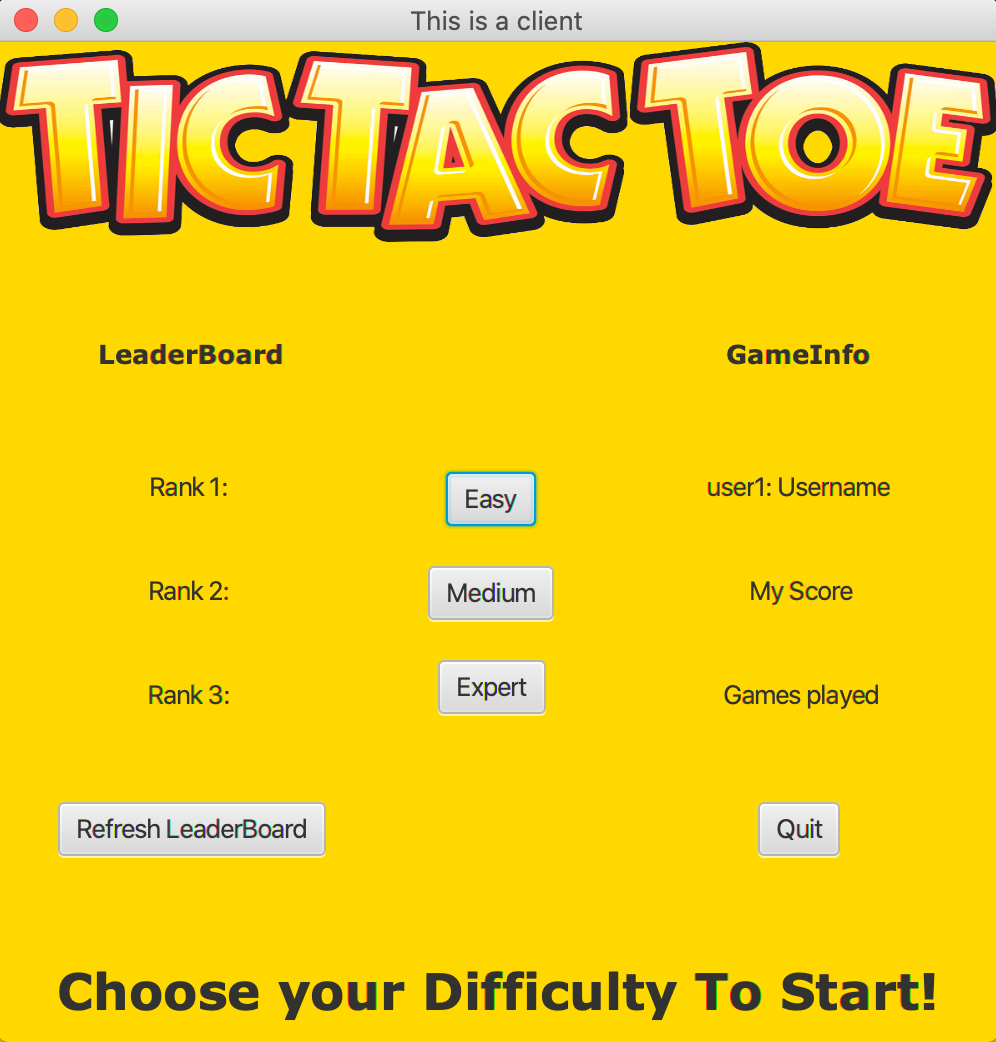 This is a client
TIC TAC TOE
LeaderBoard
GameInfo
Rank 1:
Easy
user1: Username
Rank 2:
Medium
My Score
Rank 3:
Expert
Games played
Refresh LeaderBoard
Quit
Choose your Difficulty To Start!